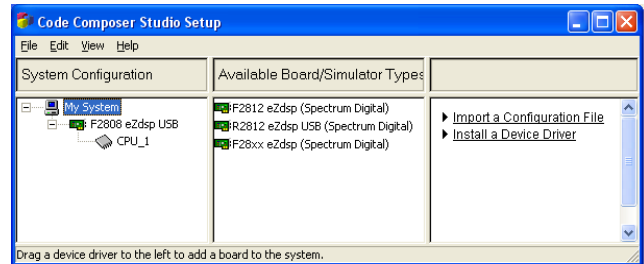 Code Composer Studio Setup
File Edit View Help
System Configuration
Available Board/Simulator Types
My System
F2808 eZdsp USB
CPU_1
F2812 eZdsp (Spectrum Digital)
R2812 eZdsp USB (Spectrum Digital)
F28xx eZdsp (Spectrum Digital)
Import a Configuration File
Install a Device Driver
Drag a device driver to the left to add a board to the system.